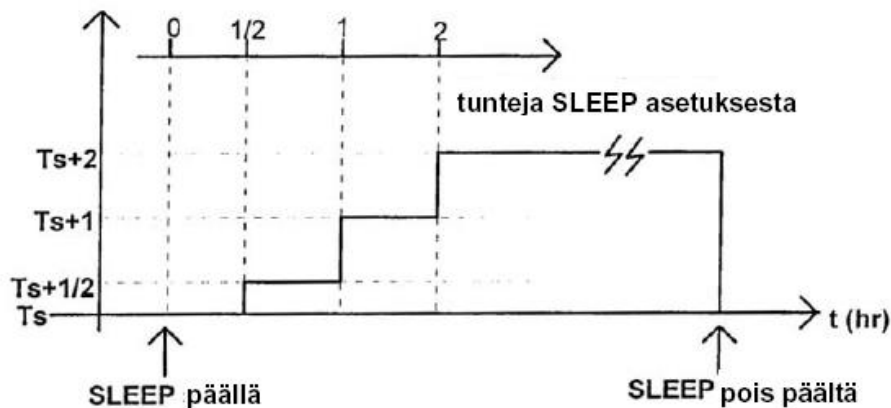 0 1/2 1 2
tunteja SLEEP asetuksesta
Ts+2
Ts+1
Ts+1/2
Ts
t (hr)
SLEEP päällä
SLEEP pois päältä